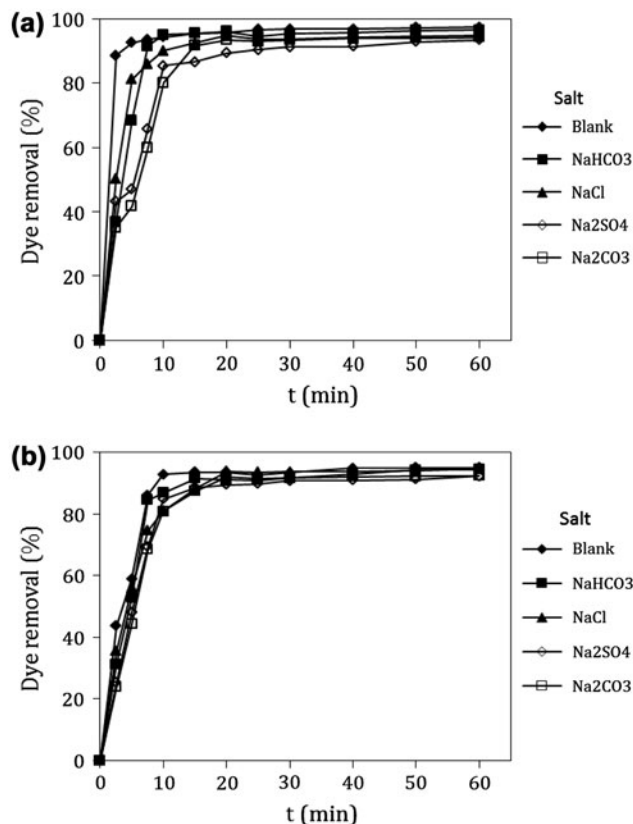 (a)
100
80
60
40
20
0
Dye removal (%)
0 10 20 30 40 50 60
t (min)
Salt
Blank
NaHCO3
NaCl
Na2SO4
Na2CO3
(b)
100
80
60
40
20
0
Dye removal (%)
0 10 20 30 40 50 60
t (min)
Salt
Blank
NaHCO3
NaCl
Na2SO4
Na2CO3